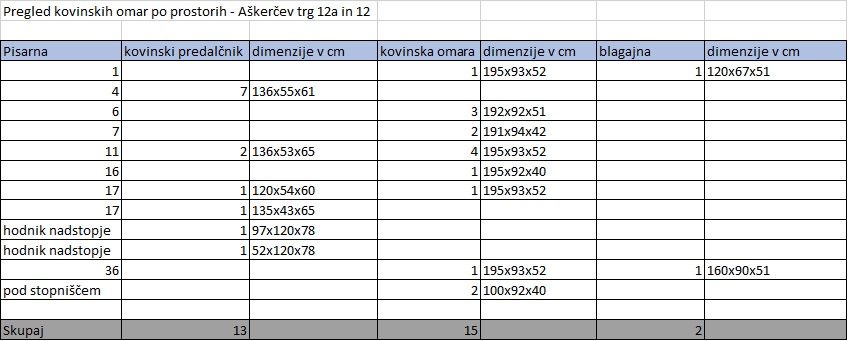 Pregled kovinskih omar po prostorih - Aškerčev trg 12a in 12
Pisarna kovinski predalčnik dimenzije v cm kovinska omara dimenzije v cm blagajna dimenzije v cm
1 1 195x93x52 1 120x67x51
4 7 136x55x61
6 3 192x92x51
7 2 191x94x42
11 2 136x53x65 4 195x93x52
16 1 195x92x40
17 1 120x54x60 1 195x93x52
17 1 135x43x65
hodnik nadstopje 1 97x120x78
hodnik nadstopje 1 52x120x78
36 1 195x93x52 1 160x90x51
pod stopniščem 2 100x92x40
Skupaj 13 15 2